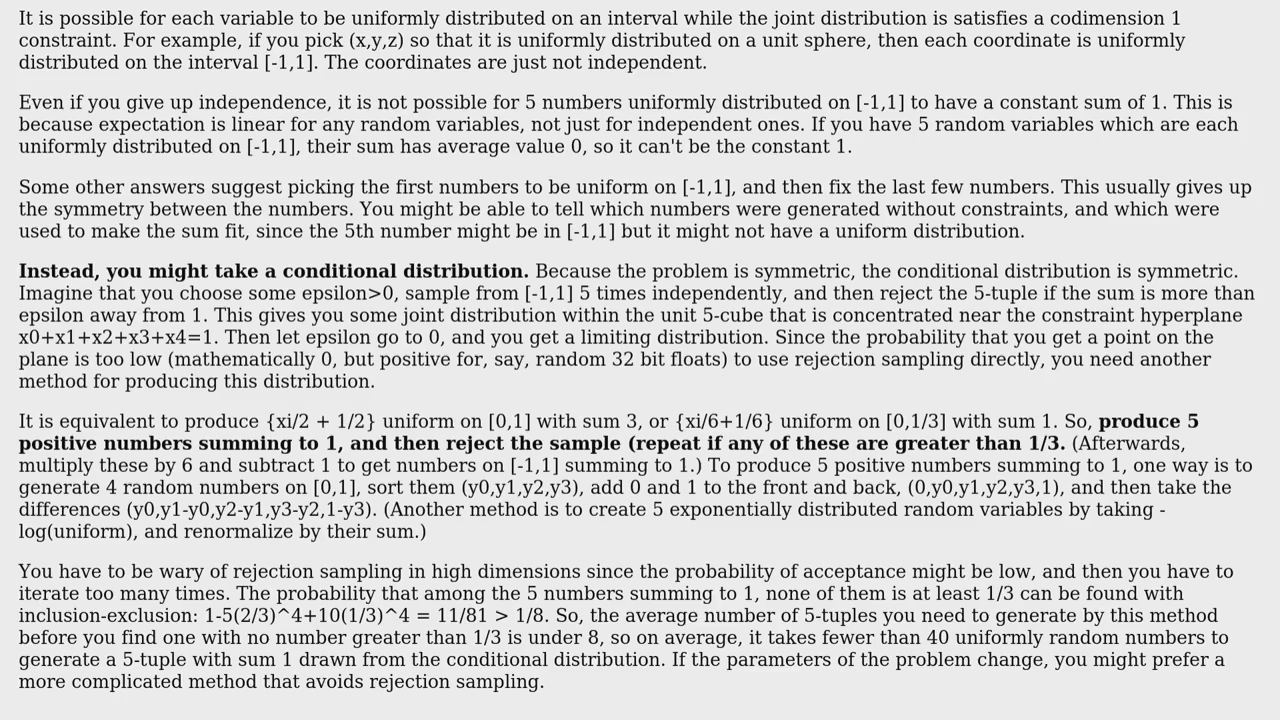 It is possible for each variable to be uniformly distributed on an interval while the joint distribution is satisfies a codimension 1
constraint. For example, if you pick (x,y,z) so that it is uniformly distributed on a unit sphere, then each coordinate is uniformly
distributed on the interval [-1,1]. The coordinates are just not independent.
Even if you give up independence, it is not possible for 5 numbers uniformly distributed on [-1,1] to have a constant sum of 1. This is
because expectation is linear for any random variables, not just for independent ones. If you have 5 random variables which are each
uniformly distributed on [-1,1], their sum has average value 0, so it can't be the constant 1.
Some other answers suggest picking the first numbers to be uniform on [-1,1], and then fix the last few numbers. This usually gives up
the symmetry between the numbers. You might be able to tell which numbers were generated without constraints, and which were
used to make the sum fit, since the 5th number might be in [-1,1] but it might not have a uniform distribution.
Instead, you might take a conditional distribution. Because the problem is symmetric, the conditional distribution is symmetric.
Imagine that you choose some epsilon>0, sample from [-1,1] 5 times independently, and then reject the 5-tuple if the sum is more than
epsilon away from 1. This gives you some joint distribution within the unit 5-cube that is concentrated near the constraint hyperplane
x0+x1+x2+x3+x4=1. Then let epsilon go to 0, and you get a limiting distribution. Since the probability that you get a point on the
plane is too low (mathematically 0, but positive for, say, random 32 bit floats) to use rejection sampling directly, you need another
method for producing this distribution.
It is equivalent to produce {xi/2 + 1/2} uniform on [0,1] with sum 3, or {xi/6+1/6} uniform on [0,1/3] with sum 1. So, produce 5
positive numbers summing to 1, and then reject the sample (repeat if any of these are greater than 1/3. (Afterwards,
multiply these by 6 and subtract 1 to get numbers on [-1,1] summing to 1.) To produce 5 positive numbers summing to 1, one way is to
generate 4 random numbers on [0,1], sort them (y0,y1,y2,y3), add 0 and 1 to the front and back, (0,y0,y1,y2,y3,1), and then take the
differences (y0,y1-y0,y2-y1,y3-y2,1-y3). (Another method is to create 5 exponentially distributed random variables by taking -
log(uniform), and renormalize by their sum.)
You have to be wary of rejection sampling in high dimensions since the probability of acceptance might be low, and then you have to
iterate too many times. The probability that among the 5 numbers summing to 1, none of them is at least 1/3 can be found with
inclusion-exclusion: 1-5(2/3)^4+10(1/3)^4 = 11/81 > 1/8. So, the average number of 5-tuples you need to generate by this method
before you find one with no number greater than 1/3 is under 8, so on average, it takes fewer than 40 uniformly random numbers to
generate a 5-tuple with sum 1 drawn from the conditional distribution. If the parameters of the problem change, you might prefer a
more complicated method that avoids rejection sampling.